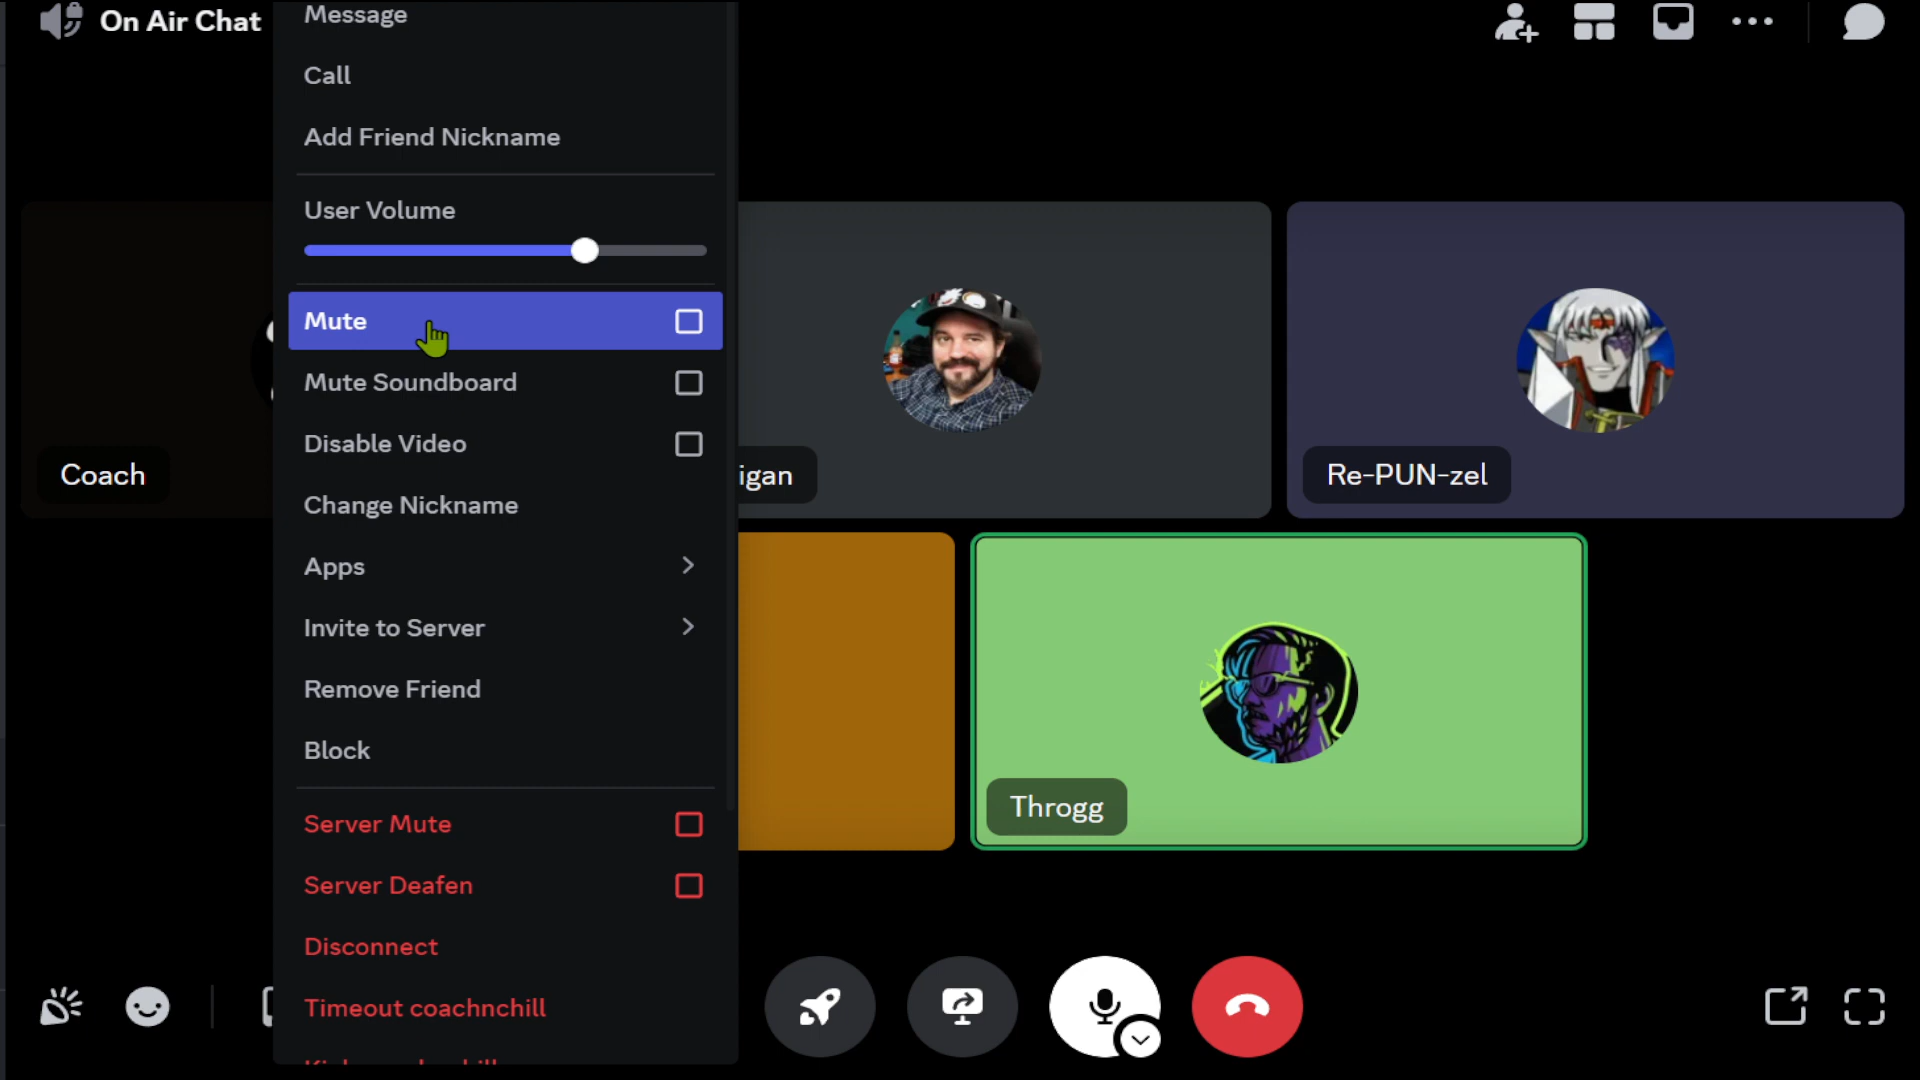 On Air Chat
Message
Call
Add Friend Nickname
User Volume
Mute
Mute Soundboard
Disable Video
Change Nickname
Apps
Invite to Server
Remove Friend
Block
Server Mute
Server Deafen
Disconnect
Timeout coachnchill
Coach
igan
Re-PUN-zel
Throgg